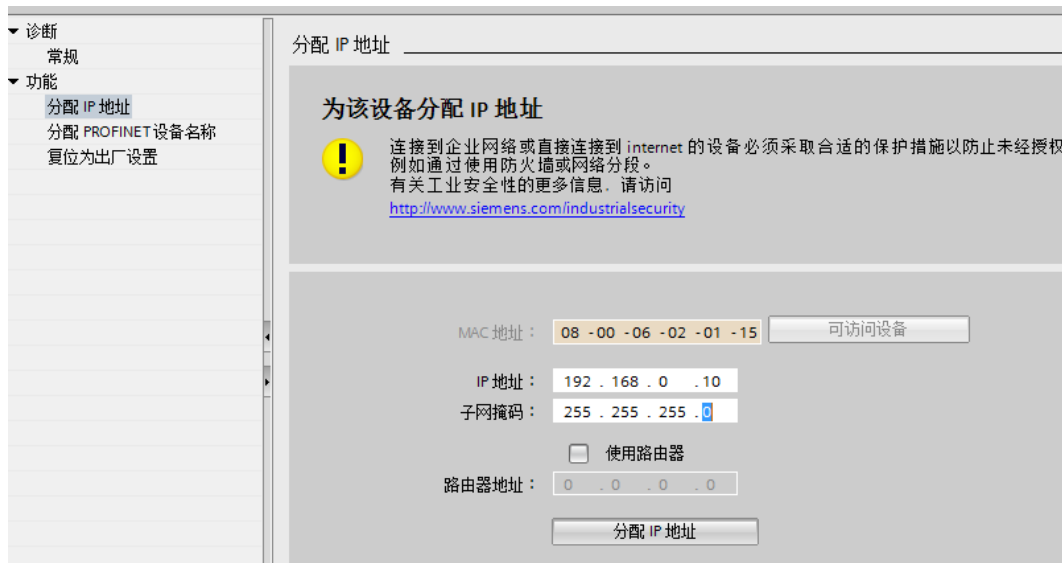 诊断
常规
功能
分配 IP 地址
分配 PROFINET 设备名称
复位为出厂设置
分配 IP 地址
为该设备分配 IP 地址
连接到企业网络或直接连接到 internet 的设备必须采取合适的保护措施以防止未经授权
例如通过使用防火墙或网络分段。
有关工业安全性的更多信息，请访问
http://www.siemens.com/industrialsecurity
MAC 地址： 08 -00 -06 -02 -01 -15 可访问设备
IP 地址： 192 . 168 . 0 . 10
子网掩码： 255 . 255 . 255 . 0
使用路由器
路由器地址： 0 . 0 . 0 . 0
分配 IP 地址